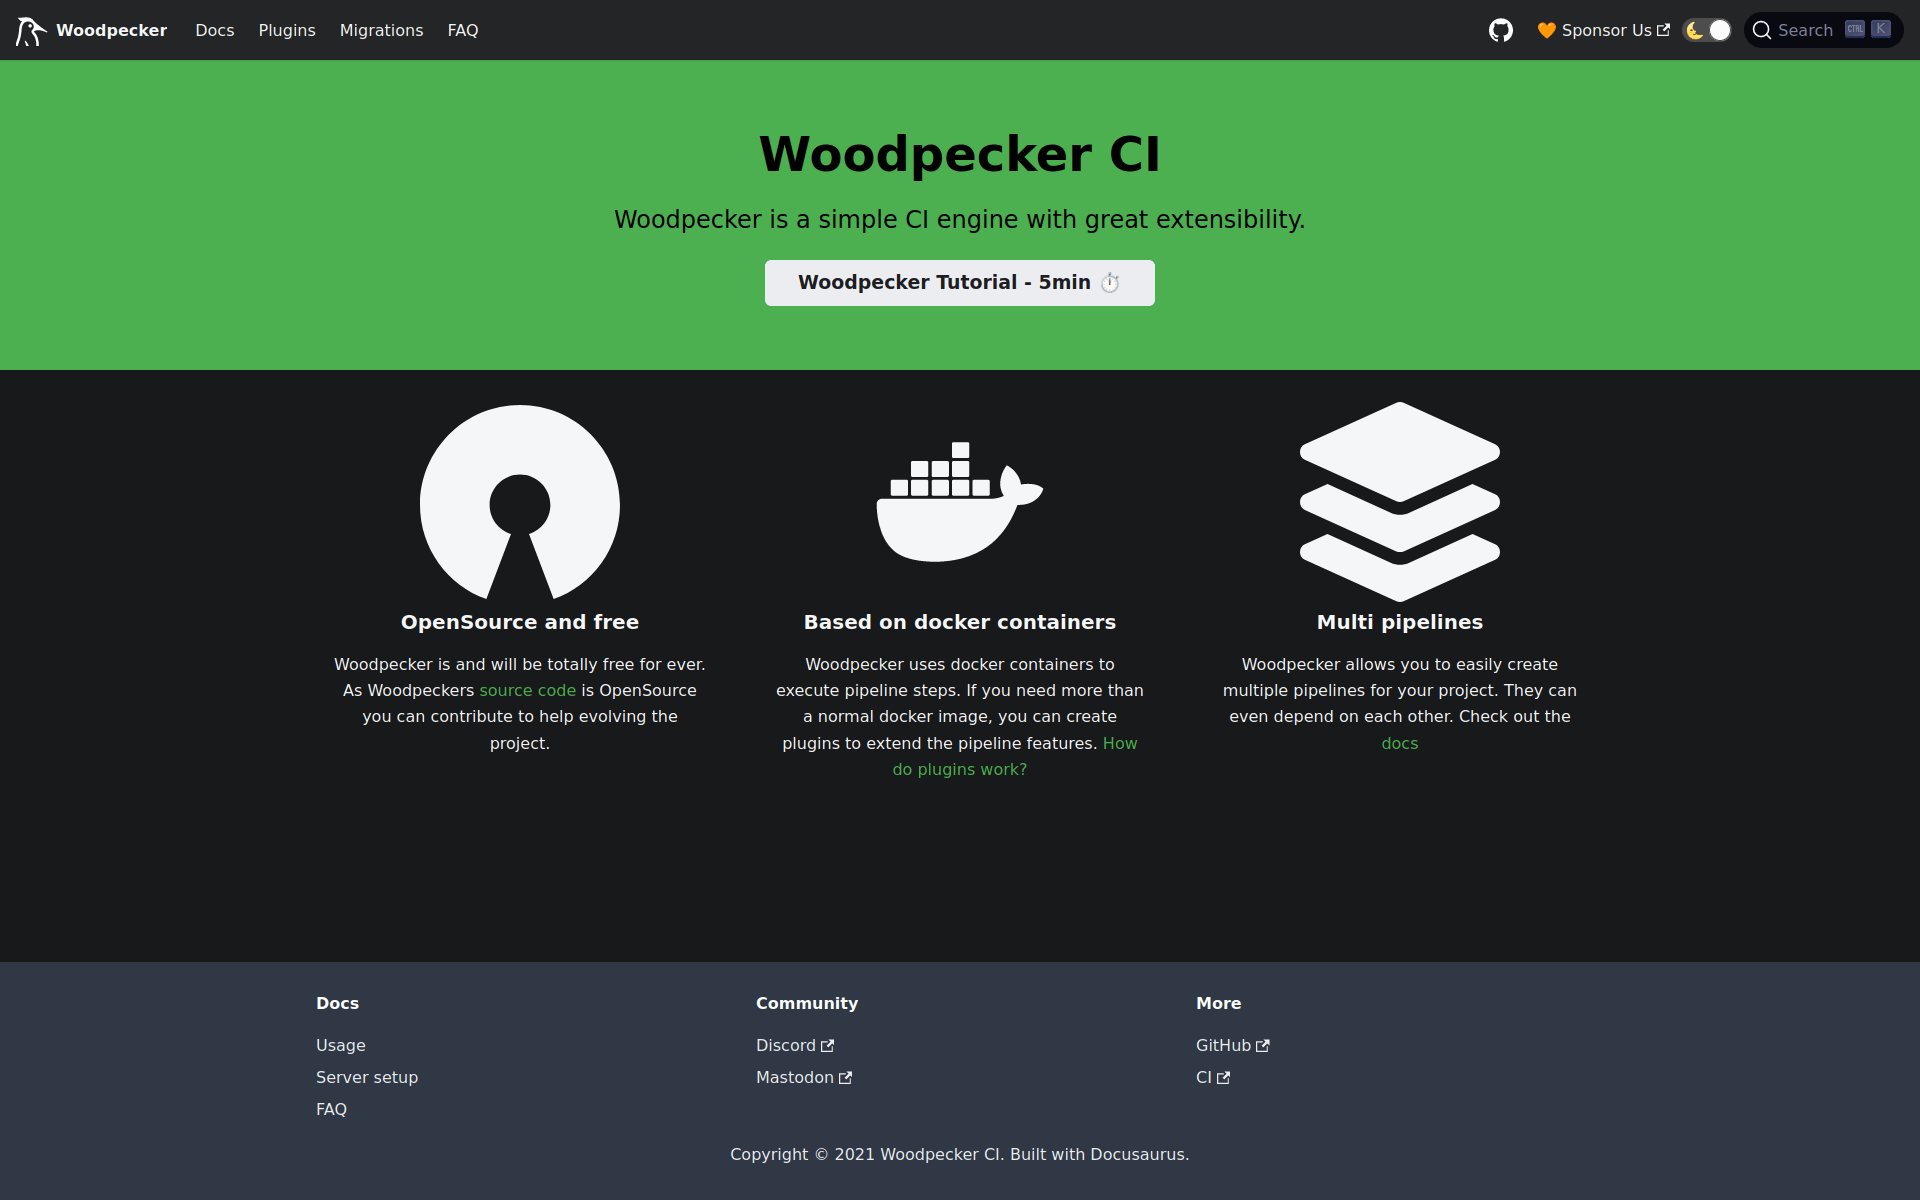 Woodpecker Docs Plugins Migrations FAQ 🧡 Sponsor Us Search CTRL K
Woodpecker CI
Woodpecker is a simple CI engine with great extensibility.
Woodpecker Tutorial - 5min ⏱️
OpenSource and free
Woodpecker is and will be totally free for ever.
As Woodpeckers source code is OpenSource
you can contribute to help evolving the
project.
Based on docker containers
Woodpecker uses docker containers to
execute pipeline steps. If you need more than
a normal docker image, you can create
plugins to extend the pipeline features. How
do plugins work?
Multi pipelines
Woodpecker allows you to easily create
multiple pipelines for your project. They can
even depend on each other. Check out the
docs
Docs
Usage
Server setup
FAQ
Community
Discord
Mastodon
More
GitHub
CI
Copyright © 2021 Woodpecker CI. Built with Docusaurus.